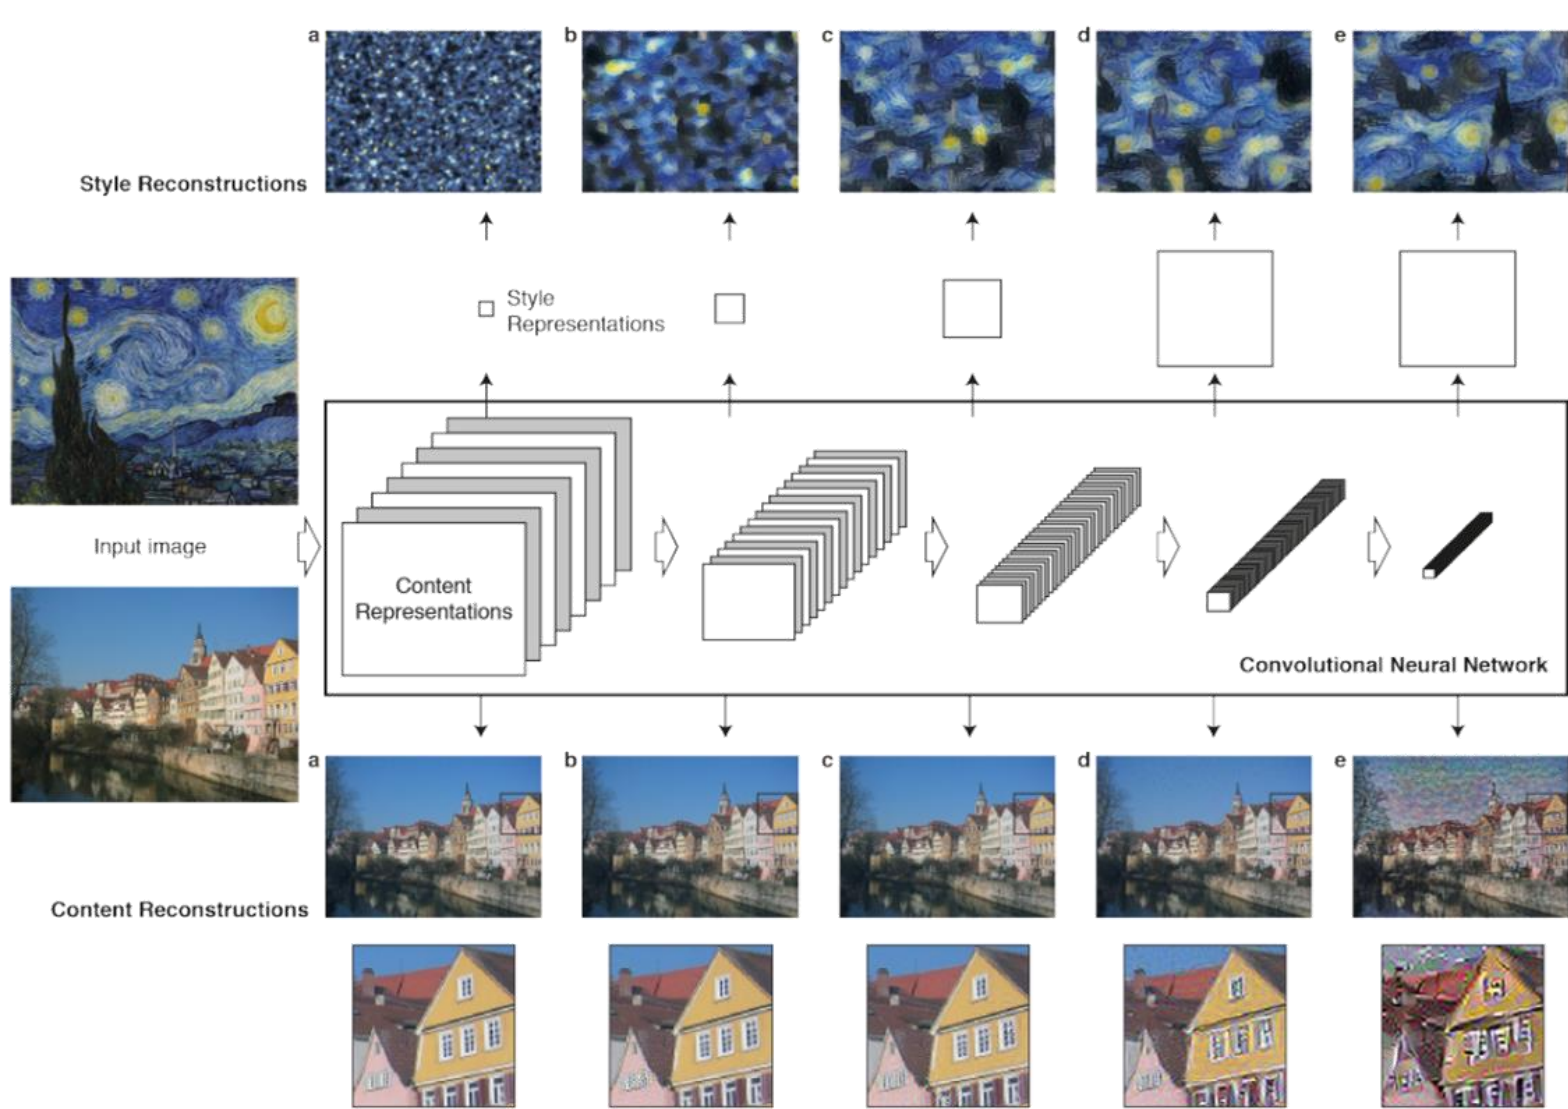 a
b
c
d
e
Style Reconstructions
Style
Representations
Input image
Content
Representations
Convolutional Neural Network
a
b
c
d
e
Content Reconstructions